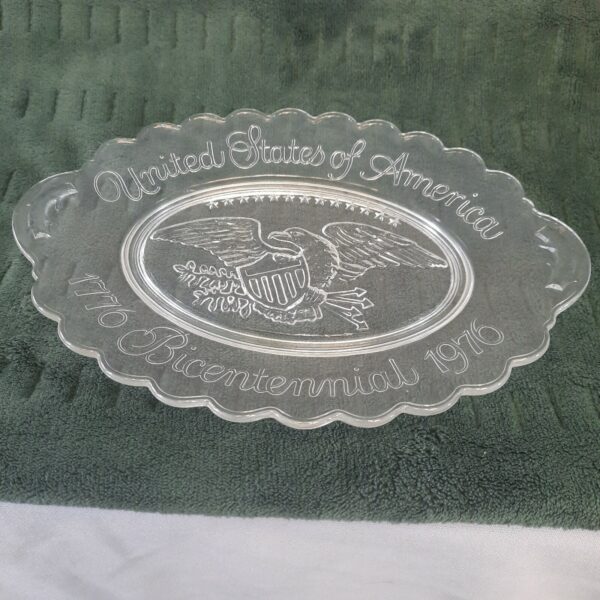 United States of America
1776 Bicentennial 1976